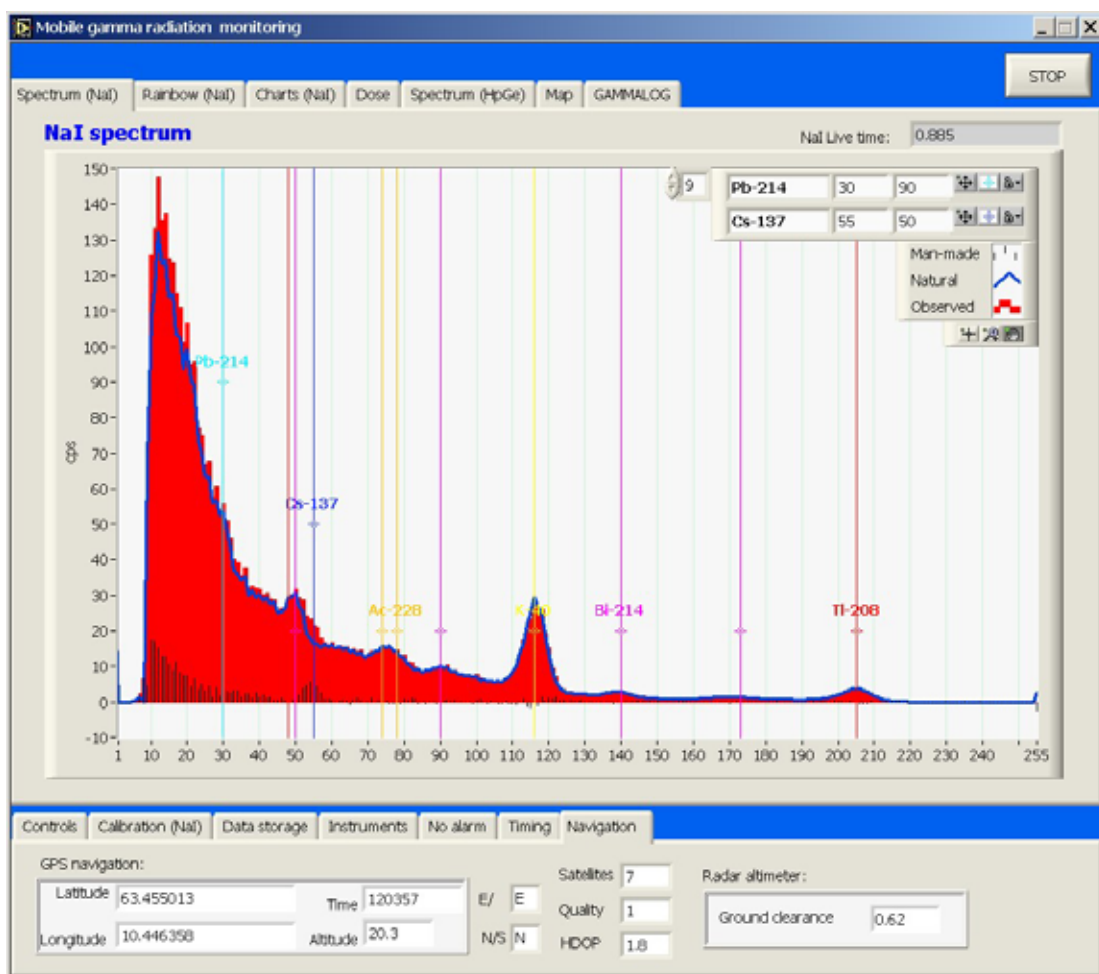 Mobile gamma radiation monitoring
STOP
Spectrum (NaI) Rainbow (NaI) Charts (NaI) Dose Spectrum (HpGe) Map GAMMALOG
NaI spectrum
NaI Live time: 0.885
9
Pb-214 30 90
Cs-137 55 50
Man-made
Natural
Observed
150
140
130
120
110
100
90
80
70
60
50
40
30
20
10
0
-10
cps
Pb-214
Cs-137
Ac-228 K-40 Bi-214 Tl-208
1 10 20 30 40 50 60 70 80 90 100 110 120 130 140 150 160 170 180 190 200 210 220 230 240 255
Controls Calibration (NaI) Data storage Instruments No alarm Timing Navigation
GPS navigation:
Latitude 63.455013 Time 120357 E/ E
Longitude 10.446358 Altitude 20.3 N/S N
Satellites 7
Quality 1
HDOP 1.8
Radar altimeter:
Ground clearance 0.62